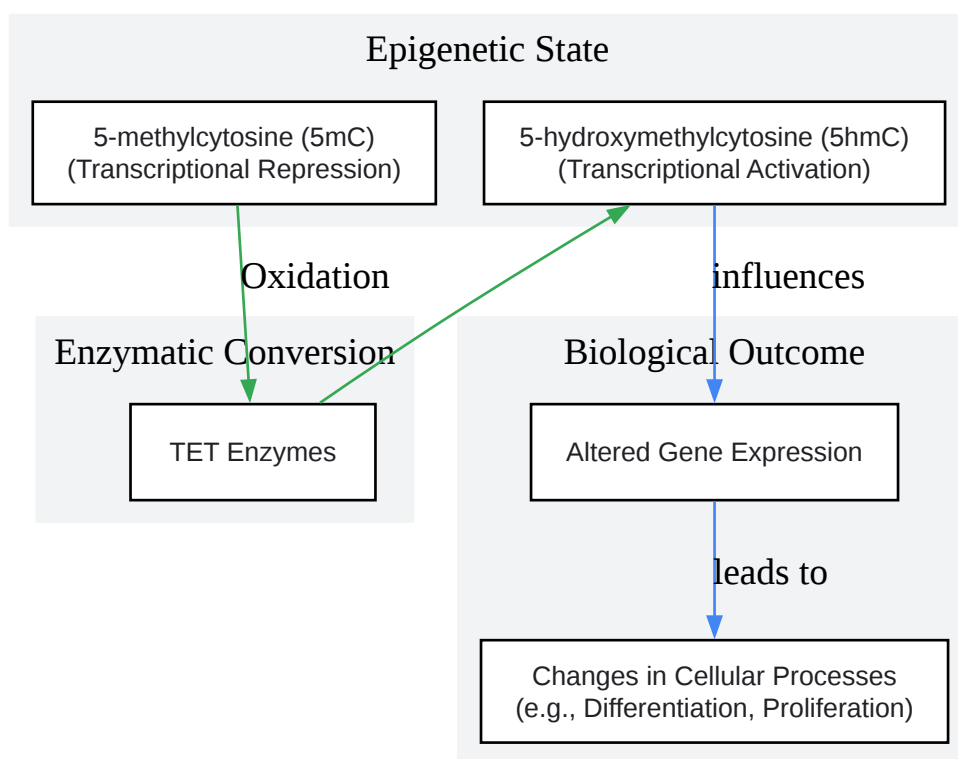 Epigenetic State
5-methylcytosine (5mC)
(Transcriptional Repression)
5-hydroxymethylcytosine (5hmC)
(Transcriptional Activation)
Oxidation
influences
Enzymatic Conversion
TET Enzymes
Biological Outcome
Altered Gene Expression
leads to
Changes in Cellular Processes
(e.g., Differentiation, Proliferation)